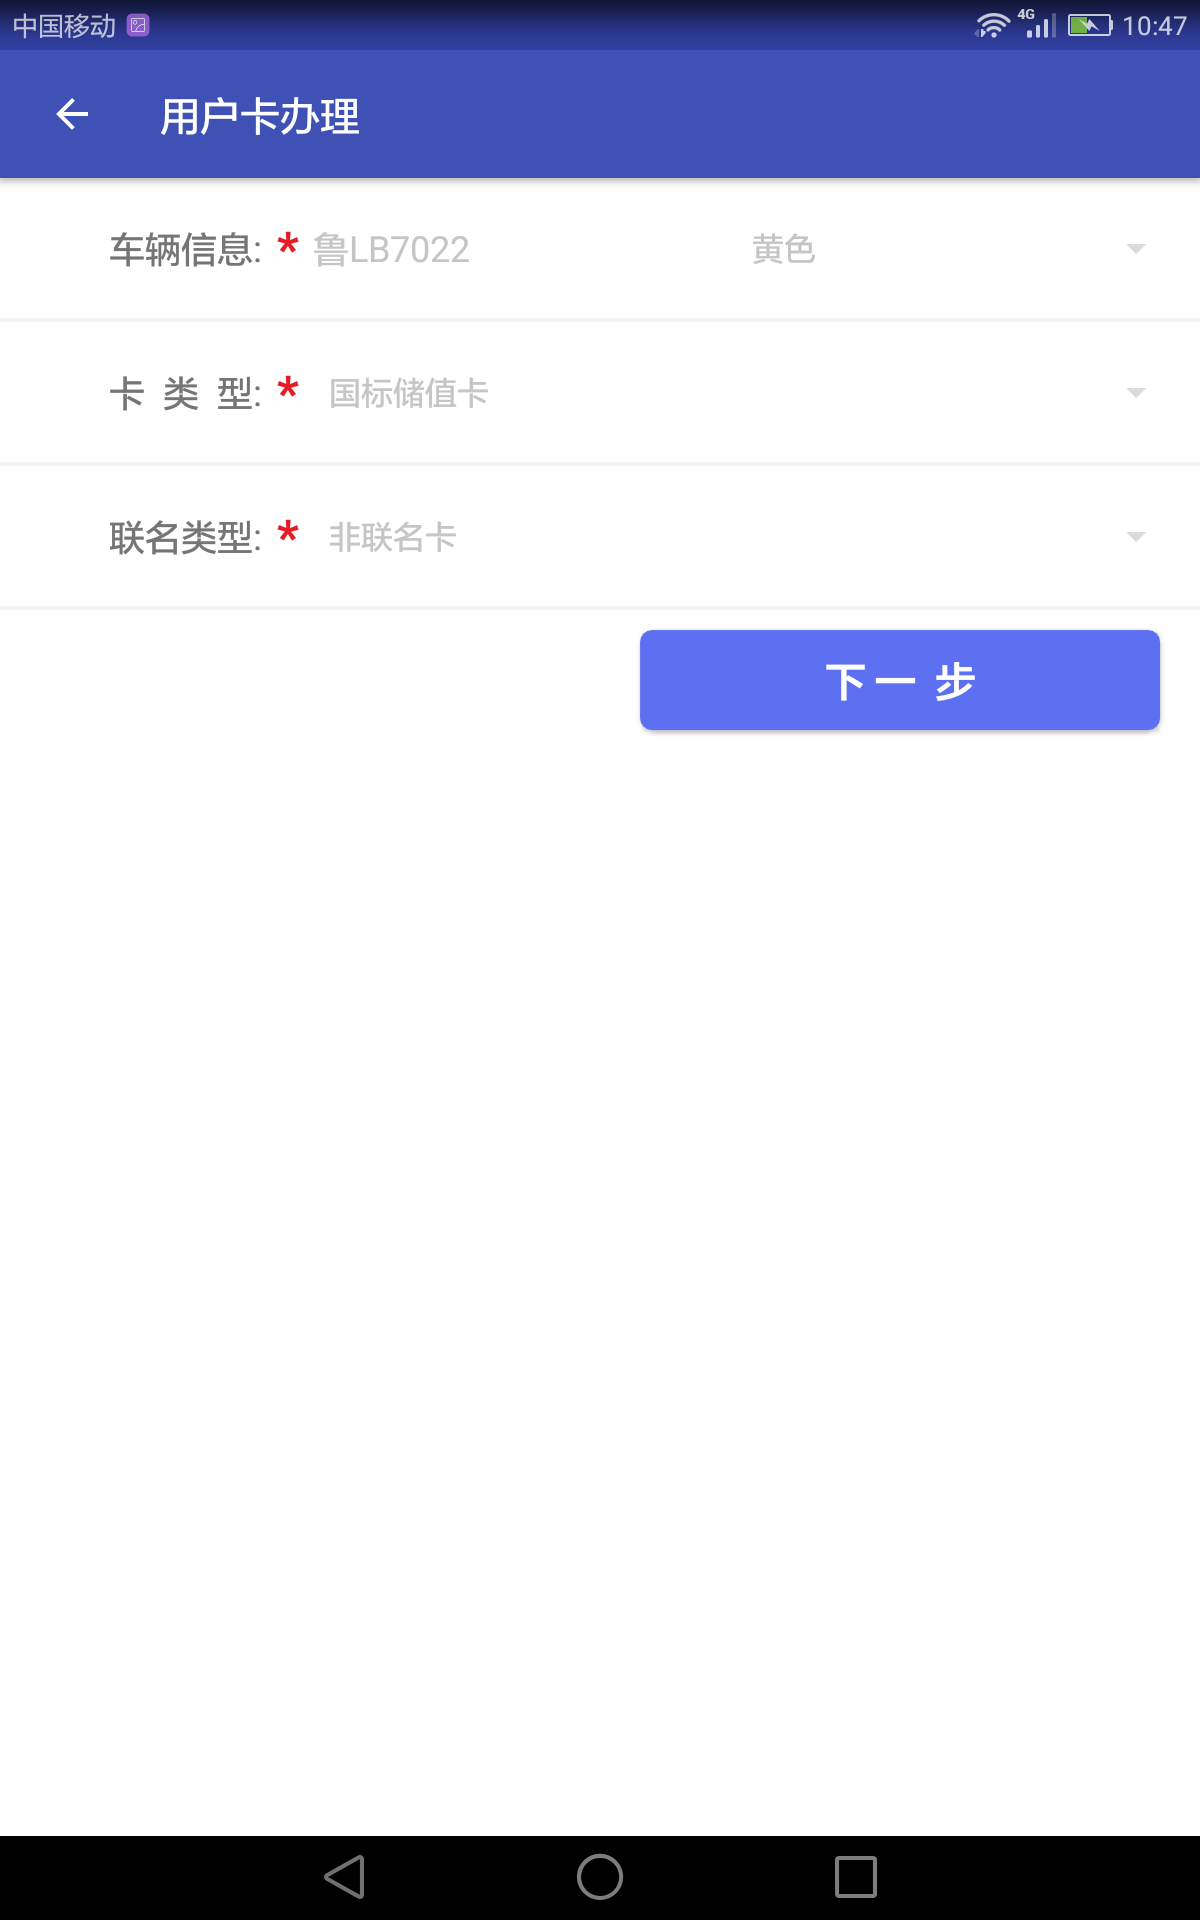 中国移动 4G 10:47
用户卡办理
车辆信息: * 鲁LB7022 黄色
卡 类 型: * 国标储值卡
联名类型: * 非联名卡
下一 步